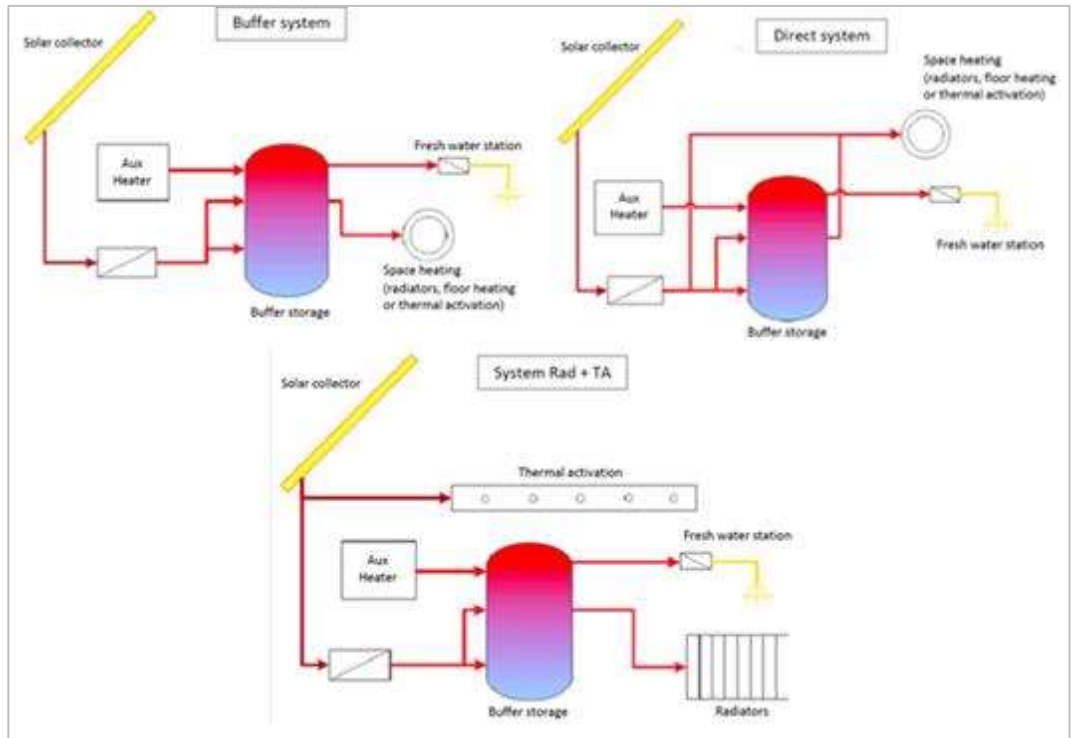 Buffer system
Solar collector
Aux
Heater
Fresh water station
Space heating
(radiators, floor heating
or thermal activation)
Buffer storage
Direct system
Solar collector
Space heating
(radiators, floor heating
or thermal activation)
Aux
Heater
Fresh water station
Buffer storage
System Rad + TA
Solar collector
Thermal activation
Aux
Heater
Fresh water station
Buffer storage
Radiators